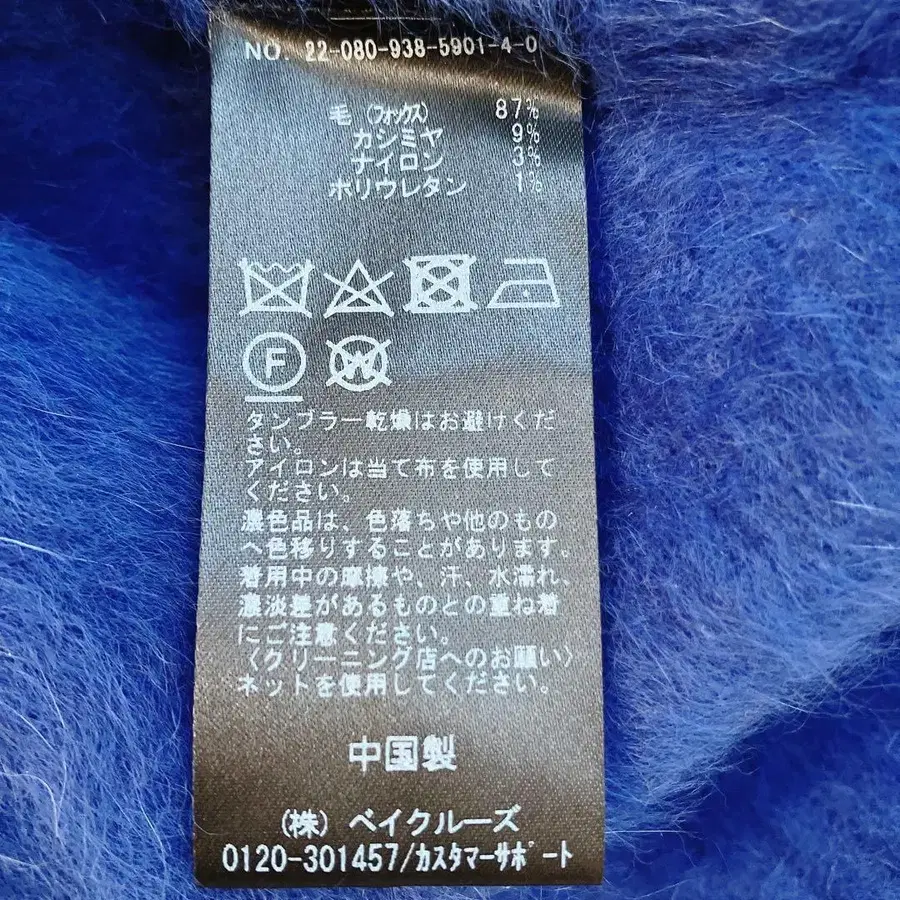 NO. 22-080-938-5901-4-0
毛(フォックス) 87%
カシミヤ 9%
ナイロン 3%
ポリウレタン 1%
F
W
タンブラー乾燥はお避けくだ
さい。
アイロンは当て布を使用して
ください。
濃色品は、色落ちや他のもの
へ色移りすることがあります。
着用中の摩擦や、汗、水濡れ、
濃淡差があるものとの重ね着
にご注意ください。
〈クリーニング店へのお願い〉
ネットを使用してください。
中国製
(株) ベイクルーズ
0120-301457/カスタマーサポート